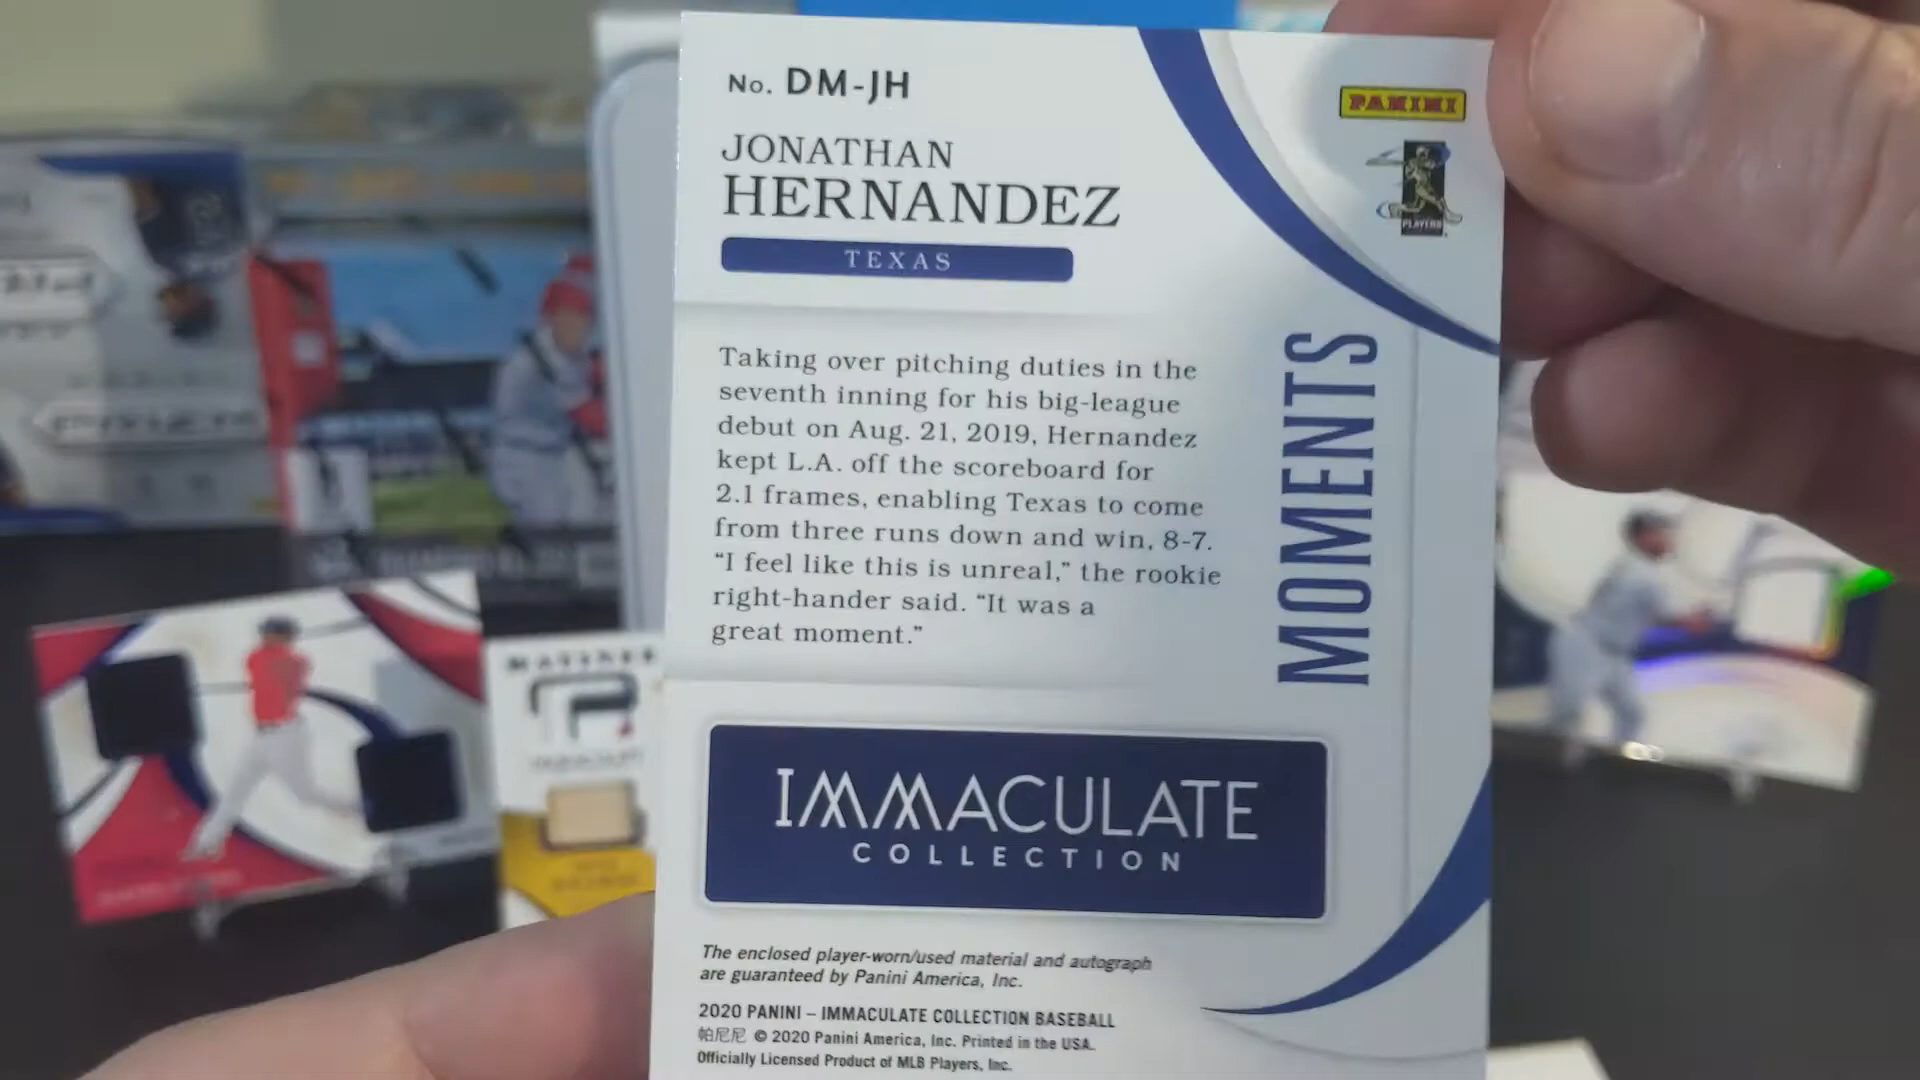 No. DM-JH
PANINI
JONATHAN
HERNANDEZ
PLAYERS
TEXAS
Taking over pitching duties in the
seventh inning for his big-league
debut on Aug. 21, 2019, Hernandez
kept L.A. off the scoreboard for
2.1 frames, enabling Texas to come
from three runs down and win, 8-7.
“I feel like this is unreal,” the rookie
right-hander said. “It was a
great moment.”
MOMENTS
IMMACULATE
COLLECTION
The enclosed player-worn/used material and autograph
are guaranteed by Panini America, Inc.
2020 PANINI – IMMACULATE COLLECTION BASEBALL
帕尼尼 © 2020 Panini America, Inc. Printed in the USA.
Officially Licensed Product of MLB Players, Inc.